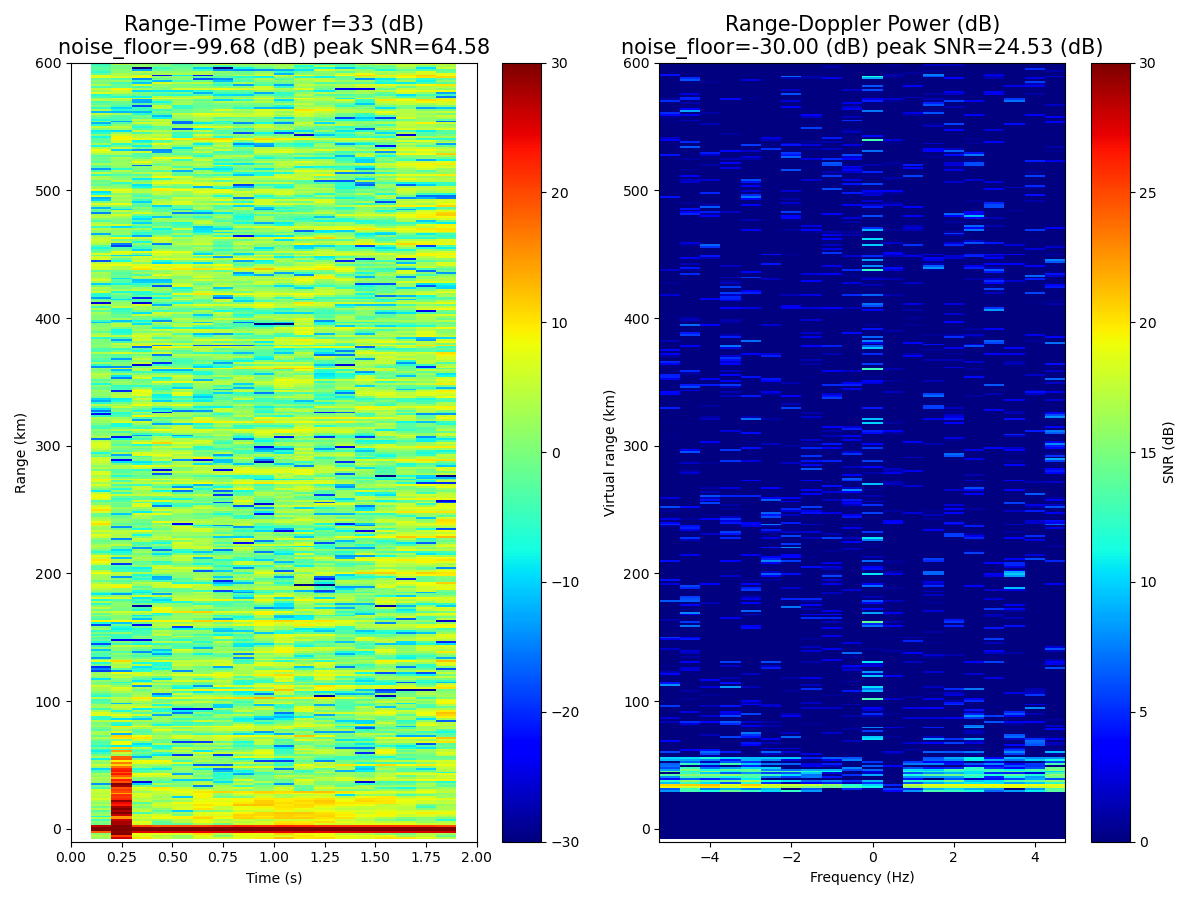 Range-Time Power f=33 (dB)
noise_floor=-99.68 (dB) peak SNR=64.58
600
500
400
300
200
100
0
Range (km)
0.00 0.25 0.50 0.75 1.00 1.25 1.50 1.75 2.00
Time (s)
30
20
10
0
−10
−20
−30
Range-Doppler Power (dB)
noise_floor=-30.00 (dB) peak SNR=24.53 (dB)
600
500
400
300
200
100
0
Virtual range (km)
−4 −2 0 2 4
Frequency (Hz)
30
25
20
15
10
5
0
SNR (dB)